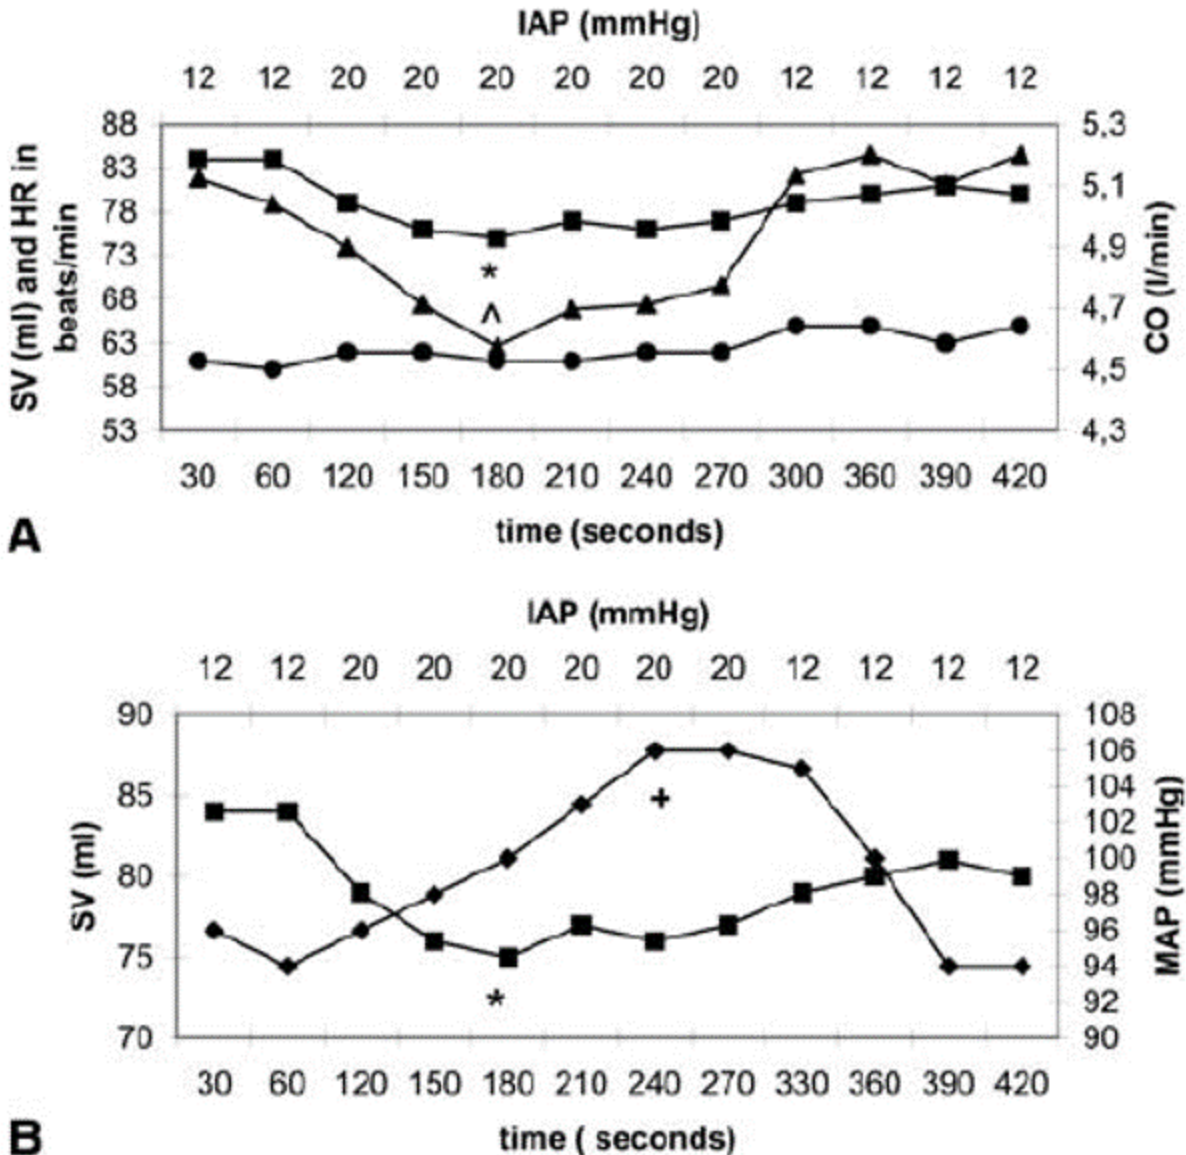 IAP (mmHg)
12 12 20 20 20 20 20 20 12 12 12 12
88
83
78
73
68
63
58
53
SV (ml) and HR in
beats/min
5,3
5,1
4,9
4,7
4,5
4,3
CO (l/min)
*
^
30 60 120 150 180 210 240 270 300 360 390 420
time (seconds)
A
IAP (mmHg)
12 12 20 20 20 20 20 20 12 12 12 12
90
85
80
75
70
SV (ml)
108
106
104
102
100
98
96
94
92
90
MAP (mmHg)
+
*
30 60 120 150 180 210 240 270 330 360 390 420
time ( seconds)
B